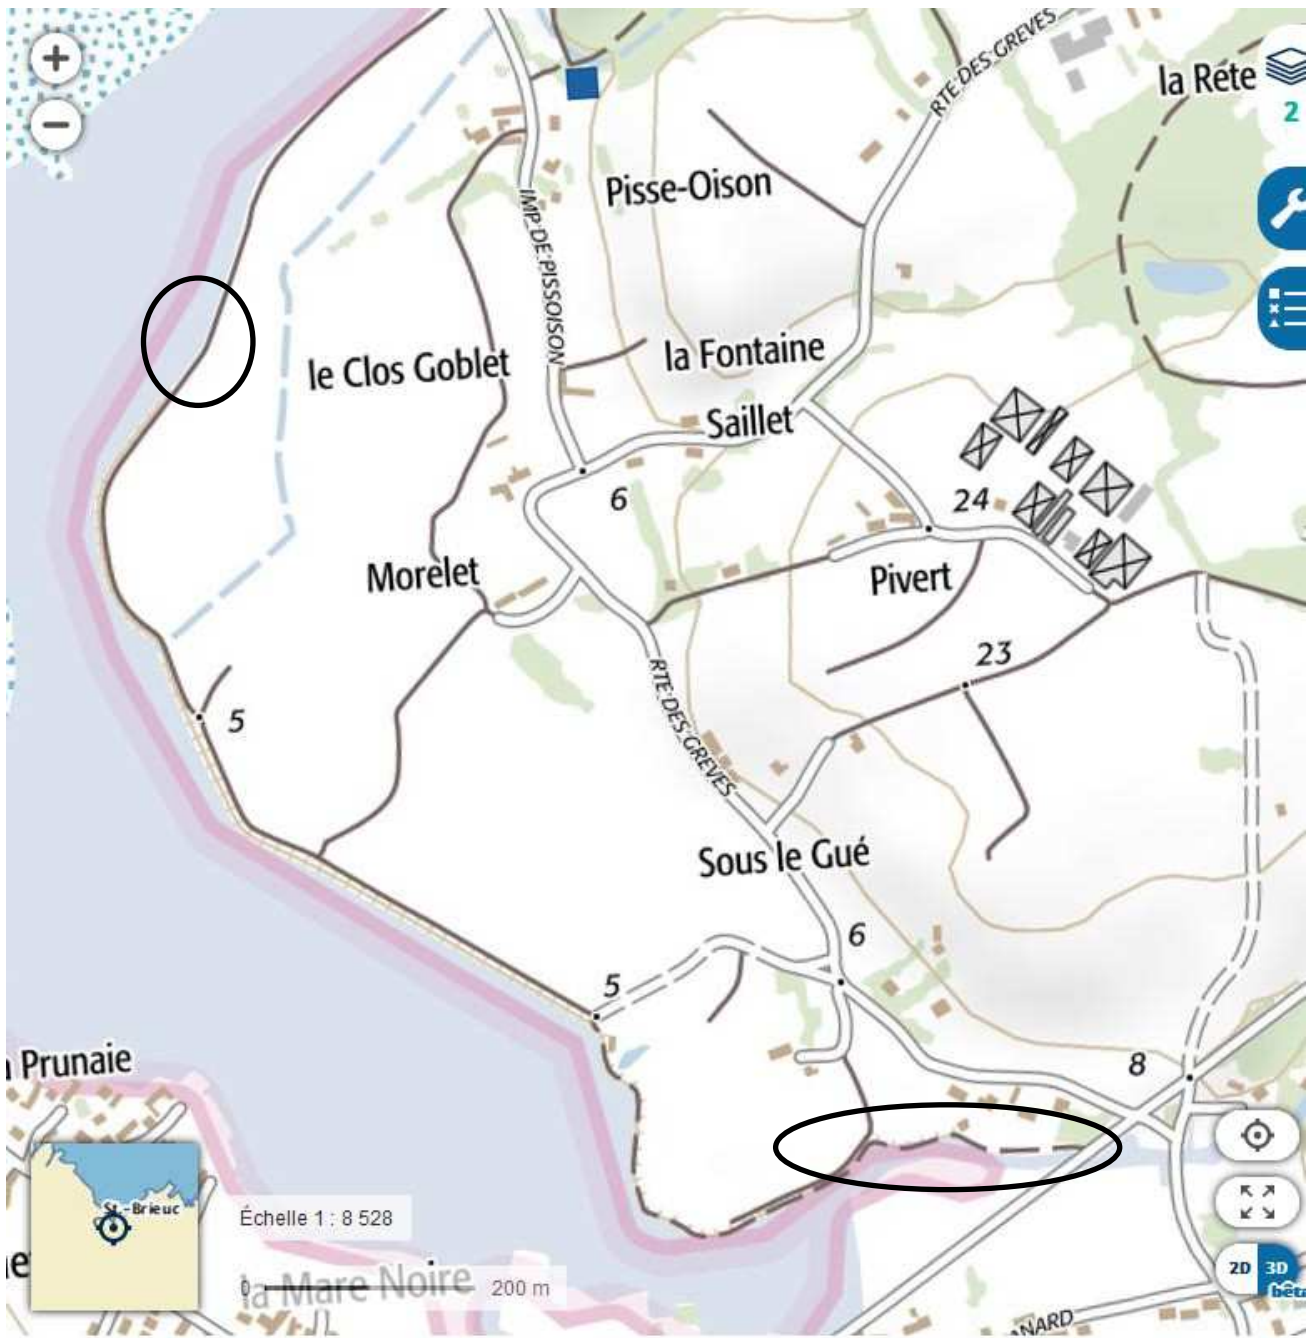 la Rete
2
RTE DES GREVES
Pisse-Oison
IMP DE PISSOISON
la Fontaine
le Clos Goblet
Saillet
6
24
Morelet
Pivert
23
5
RTE DES GREVES
Sous le Gué
6
5
8
Prunaie
St.-Brieuc
Échelle 1 : 8 528
0
200 m
la Mare Noire
2D
3D
bêta